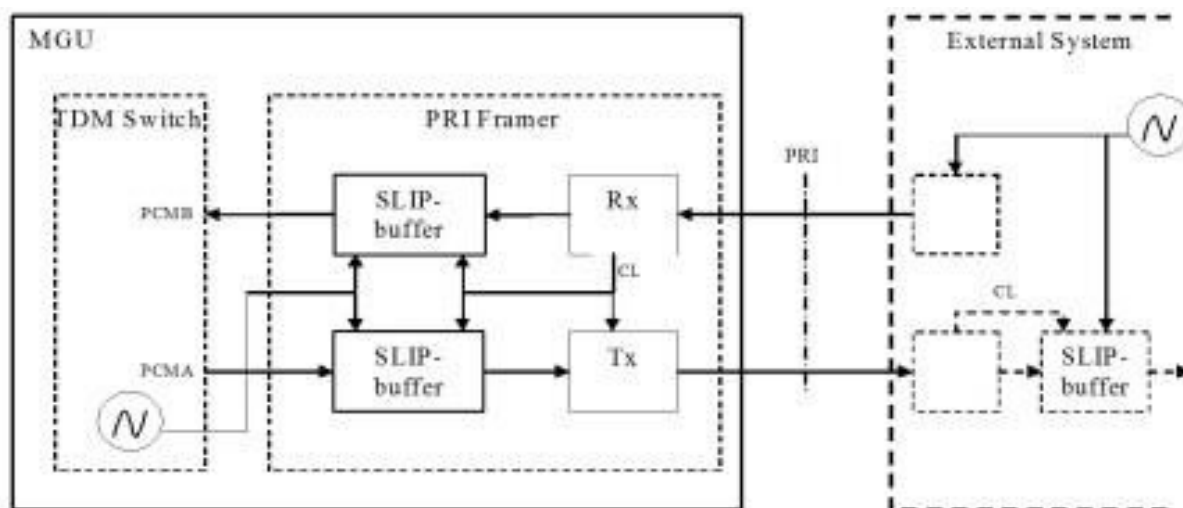 MGU
External System
TDM Switch
PRI Framer
PRI
PCMB
SLIP-
buffer
Rx
CL
CL
PCMA
SLIP-
buffer
Tx
SLIP-
buffer